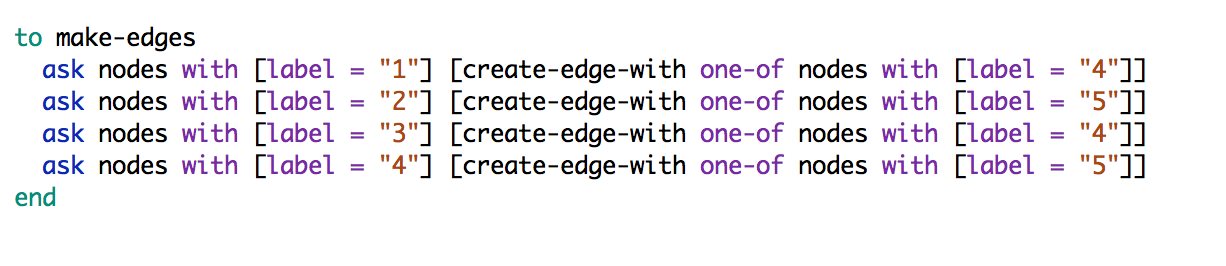 to make-edges
  ask nodes with [label = "1"] [create-edge-with one-of nodes with [label = "4"]]
  ask nodes with [label = "2"] [create-edge-with one-of nodes with [label = "5"]]
  ask nodes with [label = "3"] [create-edge-with one-of nodes with [label = "4"]]
  ask nodes with [label = "4"] [create-edge-with one-of nodes with [label = "5"]]
end